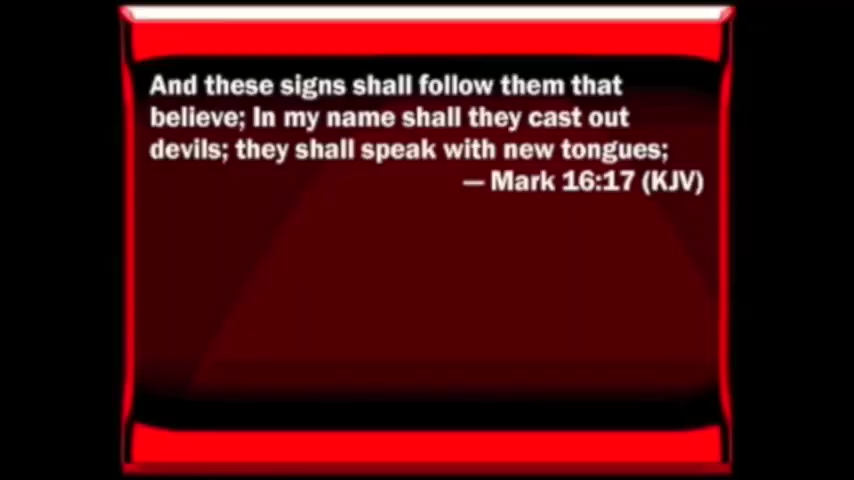 And these signs shall follow them that
believe; In my name shall they cast out
devils; they shall speak with new tongues;
— Mark 16:17 (KJV)